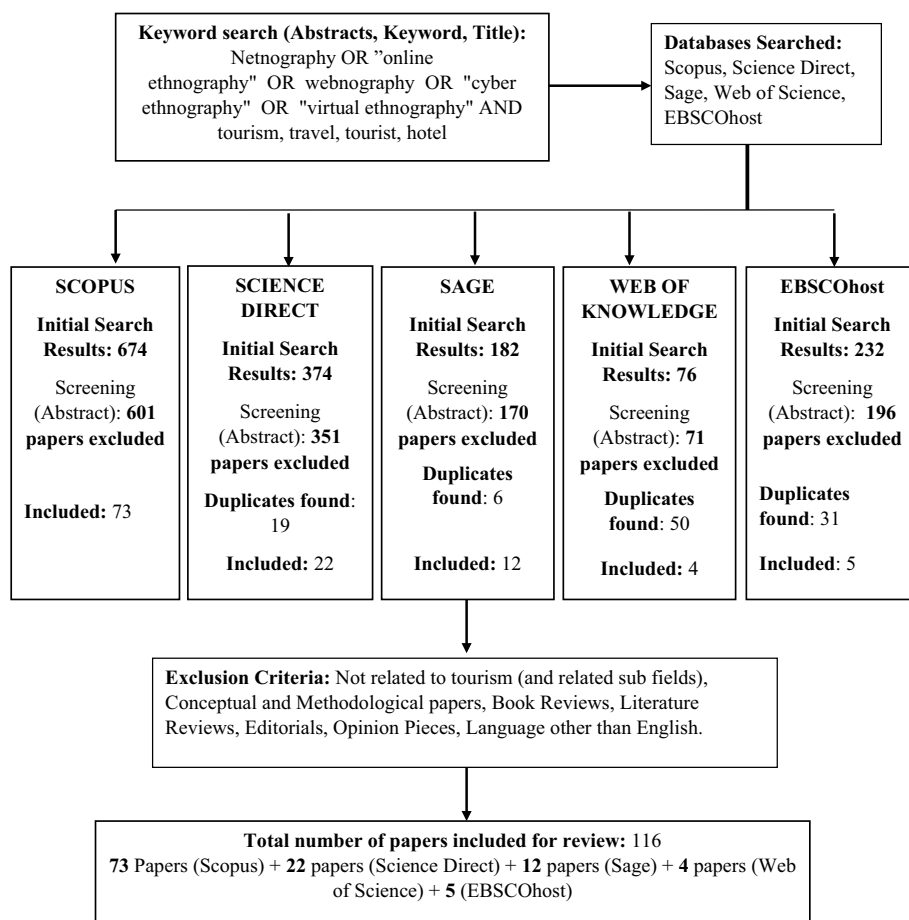 Keyword search (Abstracts, Keyword, Title):
Netnography OR ”online
ethnography" OR webnography OR "cyber
ethnography" OR "virtual ethnography" AND
tourism, travel, tourist, hotel
Databases Searched:
Scopus, Science Direct,
Sage, Web of Science,
EBSCOhost
SCOPUS
Initial Search
Results: 674
Screening
(Abstract): 601
papers excluded
Included: 73
SCIENCE
DIRECT
Initial Search
Results: 374
Screening
(Abstract): 351
papers excluded
Duplicates found:
19
Included: 22
SAGE
Initial Search
Results: 182
Screening
(Abstract): 170
papers excluded
Duplicates
found: 6
Included: 12
WEB OF
KNOWLEDGE
Initial Search
Results: 76
Screening
(Abstract): 71
papers excluded
Duplicates
found: 50
Included: 4
EBSCOhost
Initial Search
Results: 232
Screening
(Abstract): 196
papers excluded
Duplicates
found: 31
Included: 5
Exclusion Criteria: Not related to tourism (and related sub fields),
Conceptual and Methodological papers, Book Reviews, Literature
Reviews, Editorials, Opinion Pieces, Language other than English.
Total number of papers included for review: 116
73 Papers (Scopus) + 22 papers (Science Direct) + 12 papers (Sage) + 4 papers (Web
of Science) + 5 (EBSCOhost)